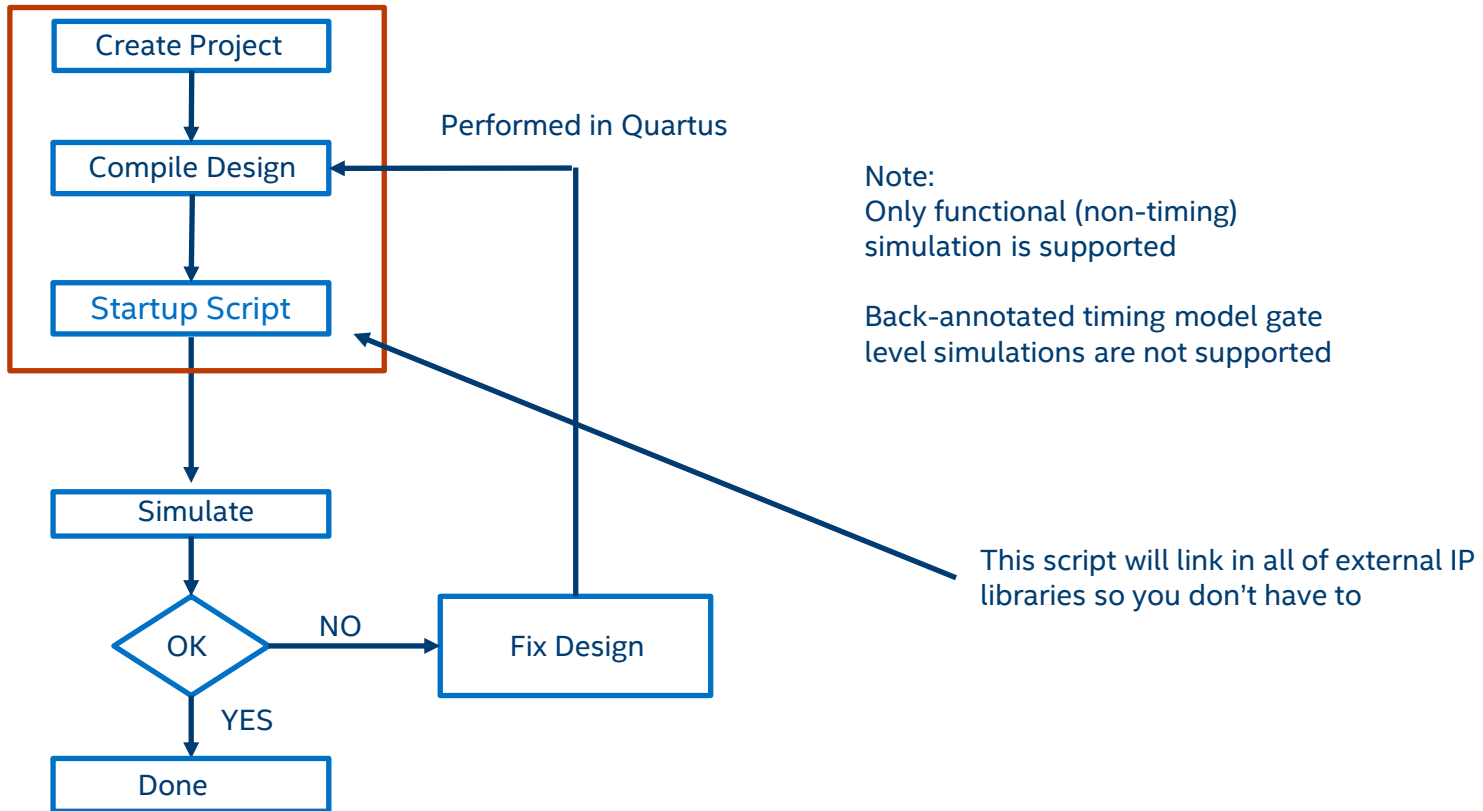 Create Project
Performed in Quartus
Compile Design
Note:
Only functional (non-timing)
simulation is supported
Startup Script
Back-annotated timing model gate
level simulations are not supported
Simulate
This script will link in all of external IP
libraries so you don’t have to
OK
NO
Fix Design
YES
Done